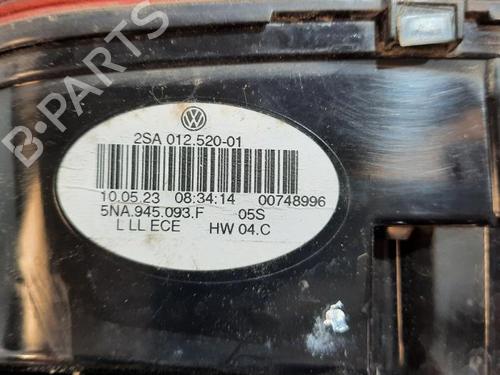 B-PARTS
2SA 012.520-01
10.05.23 08:34:14 00748996
5NA.945.093.F 05S
L LL ECE HW 04.C